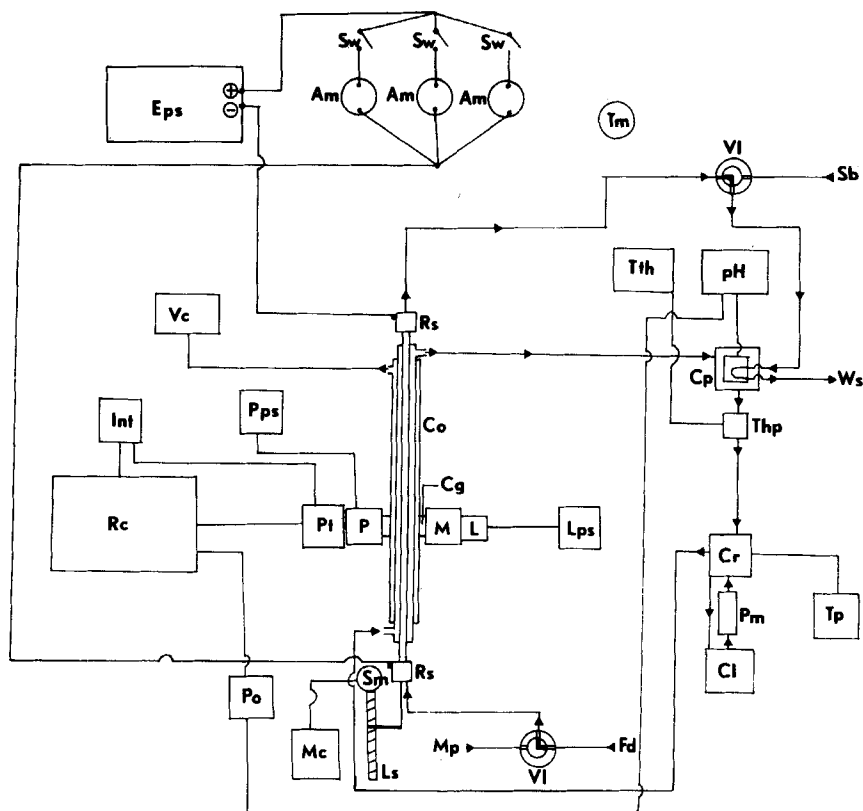 Sw
Sw
Sw
Eps
+
−
Am
Am
Am
Tm
Vl
Sb
Tth
pH
Vc
Rs
Cp
Ws
Int
Pps
Co
Thp
Cg
Rc
Pt
P
M
L
Lps
Cr
Pm
Tp
Cl
Sm
Rs
Po
Mc
Ls
Mp
Vl
Fd